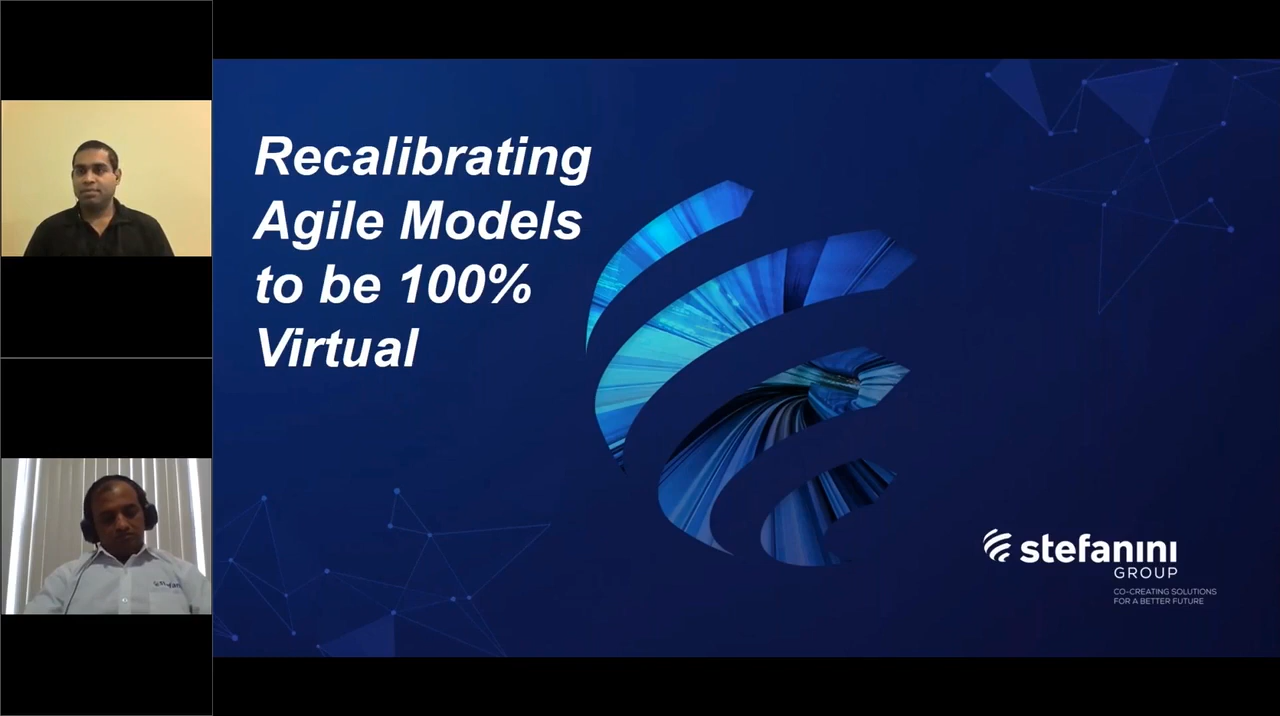 Recalibrating
Agile Models
to be 100%
Virtual
stefanini
GROUP
CO-CREATING SOLUTIONS
FOR A BETTER FUTURE